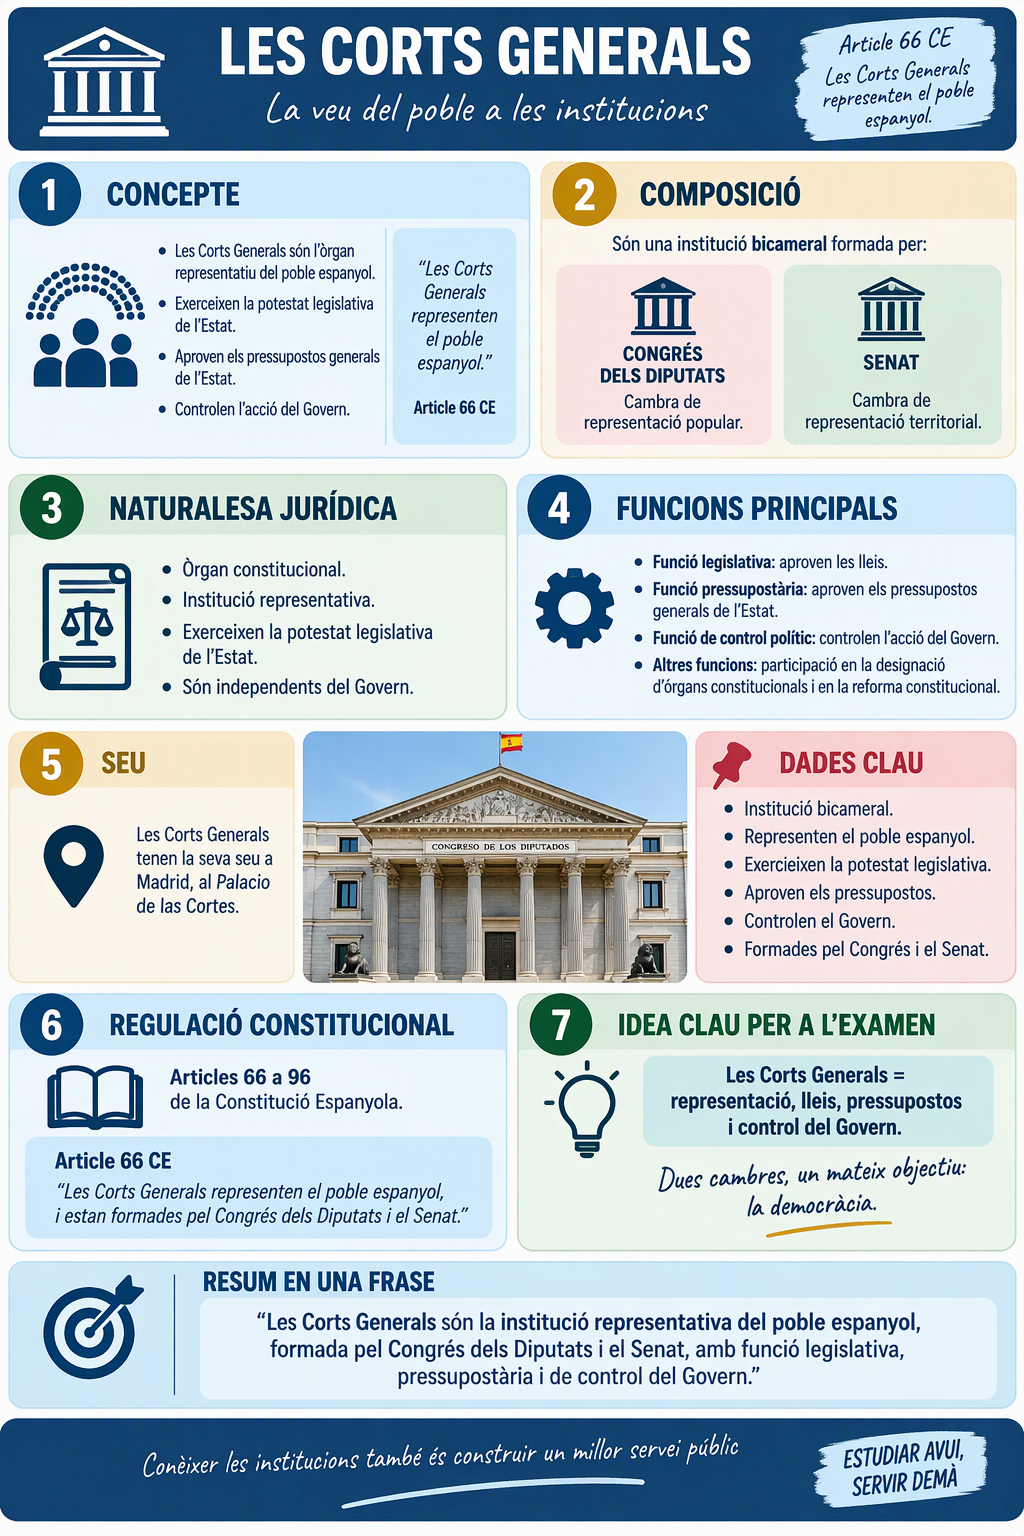 LES CORTS GENERALS
La veu del poble a les institucions
Article 66 CE
Les Corts Generals
representen el poble
espanyol.
1
CONCEPTE
• Les Corts Generals són l'òrgan
representatiu del poble espanyol.
• Exerceixen la potestat legislativa
de l'Estat.
• Aproven els pressupostos generals
de l'Estat.
• Controlen l'acció del Govern.
“Les Corts
Generals
representen
el poble
espanyol.”
Article 66 CE
2
COMPOSICIÓ
Són una institució bicameral formada per:
CONGRÉS
DELS DIPUTATS
Cambra de
representació popular.
SENAT
Cambra de
representació territorial.
3
NATURALESA JURÍDICA
• Òrgan constitucional.
• Institució representativa.
• Exerceixen la potestat legislativa
de l'Estat.
• Són independents del Govern.
4
FUNCIONS PRINCIPALS
• Funció legislativa: aproven les lleis.
• Funció pressupostària: aproven els pressupostos
generals de l'Estat.
• Funció de control polític: controlen l'acció del Govern.
• Altres funcions: participació en la designació
d'òrgans constitucionals i en la reforma constitucional.
5
SEU
Les Corts Generals
tenen la seva seu a
Madrid, al Palacio
de las Cortes.
CONGRESO DE LOS DIPUTADOS
DADES CLAU
• Institució bicameral.
• Representen el poble espanyol.
• Exercieixen la potestat legislativa.
• Aproven els pressupostos.
• Controlen el Govern.
• Formades pel Congrés i el Senat.
6
REGULACIÓ CONSTITUCIONAL
Articles 66 a 96
de la Constitució Espanyola.
Article 66 CE
“Les Corts Generals representen el poble espanyol,
i estan formades pel Congrés dels Diputats i el Senat.”
7
IDEA CLAU PER A L'EXAMEN
Les Corts Generals =
representació, lleis, pressupostos
i control del Govern.
Dues cambres, un mateix objectiu:
la democràcia.
RESUM EN UNA FRASE
“Les Corts Generals són la institució representativa del poble espanyol,
formada pel Congrés dels Diputats i el Senat, amb funció legislativa,
pressupostària i de control del Govern.”
Conèixer les institucions també és construir un millor servei públic
ESTUDIAR AVUI,
SERVIR DEMÀ